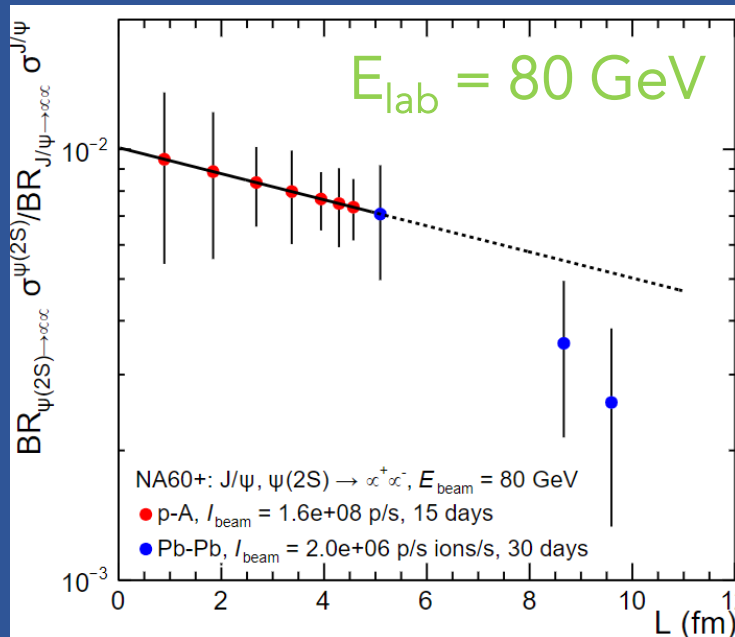 E_lab = 80 GeV
BR_ψ(2S)→∝∝ σ^ψ(2S)/BR_J/ψ→∝∝ σ^J/ψ
10⁻²
10⁻³
NA60+: J/ψ, ψ(2S) → ∝⁺∝⁻, E_beam = 80 GeV
p-A, I_beam = 1.6e+08 p/s, 15 days
Pb-Pb, I_beam = 2.0e+06 p/s ions/s, 30 days
0 2 4 6 8 10 1
L (fm)